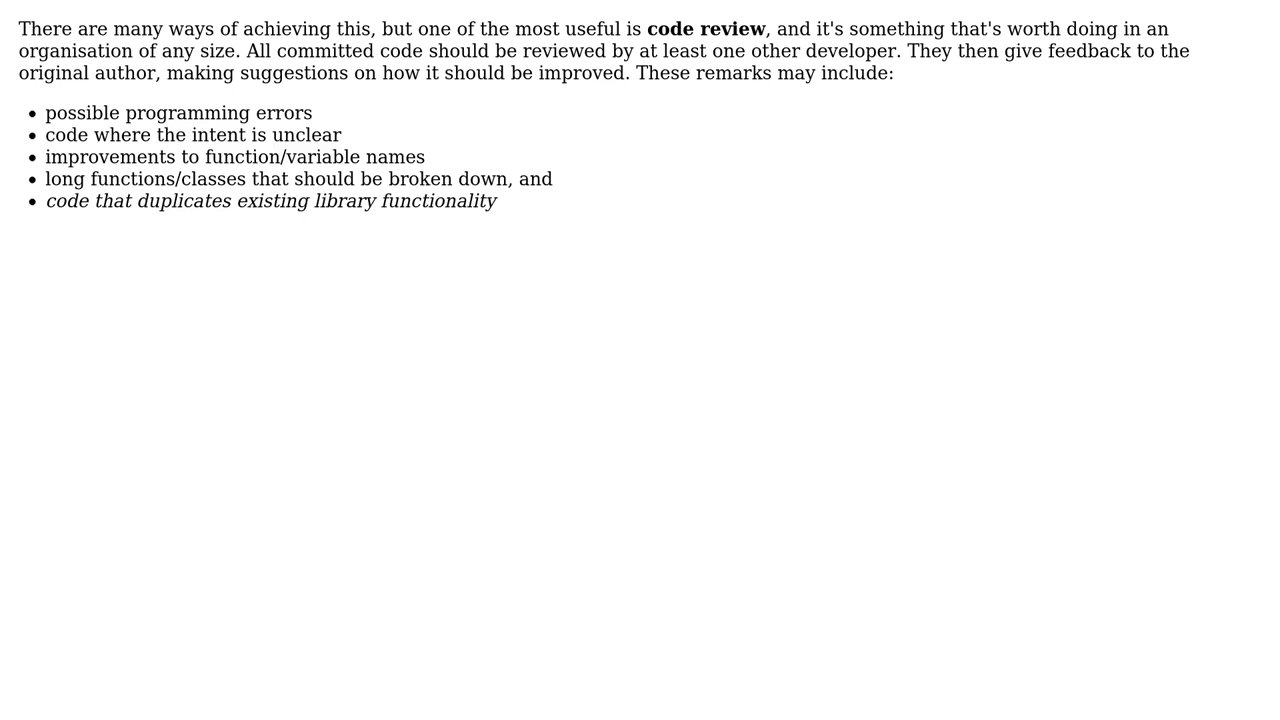 There are many ways of achieving this, but one of the most useful is code review, and it's something that's worth doing in an
organisation of any size. All committed code should be reviewed by at least one other developer. They then give feedback to the
original author, making suggestions on how it should be improved. These remarks may include:
• possible programming errors
• code where the intent is unclear
• improvements to function/variable names
• long functions/classes that should be broken down, and
• code that duplicates existing library functionality